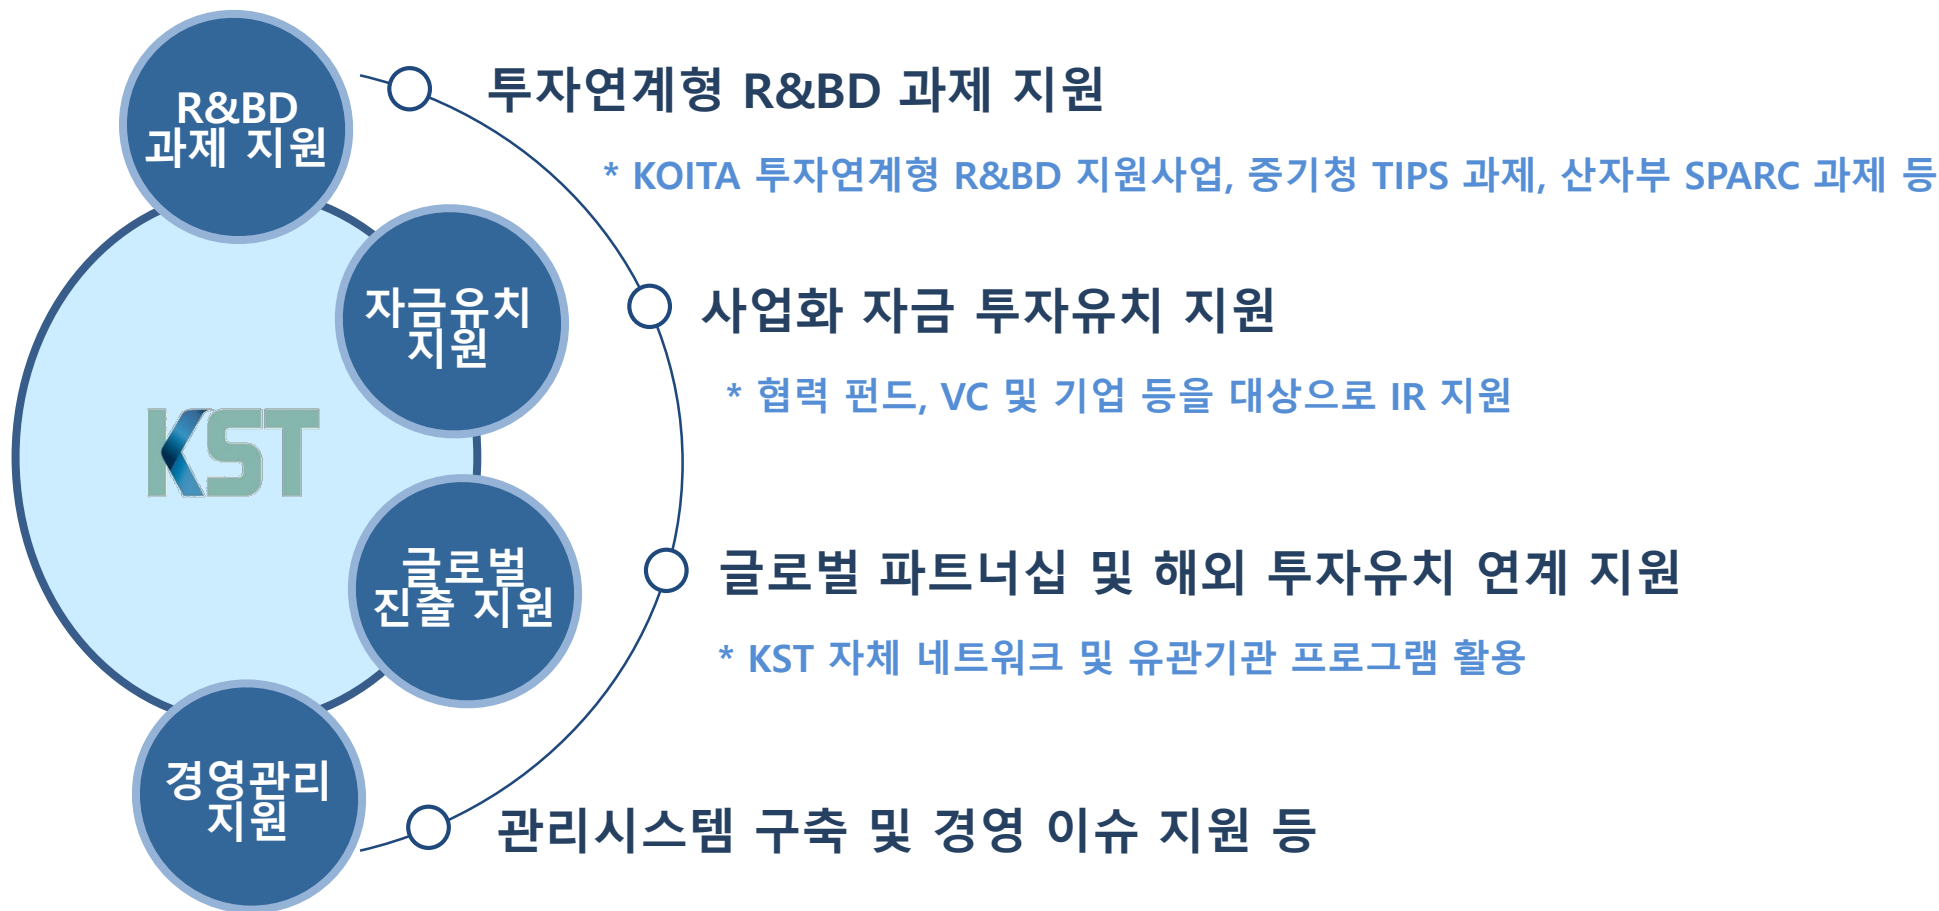 R&BD
과제 지원
투자연계형 R&BD 과제 지원
* KOITA 투자연계형 R&BD 지원사업, 중기청 TIPS 과제, 산자부 SPARC 과제 등
자금유치
지원
사업화 자금 투자유치 지원
* 협력 펀드, VC 및 기업 등을 대상으로 IR 지원
KST
글로벌
진출 지원
글로벌 파트너십 및 해외 투자유치 연계 지원
* KST 자체 네트워크 및 유관기관 프로그램 활용
경영관리
지원
관리시스템 구축 및 경영 이슈 지원 등